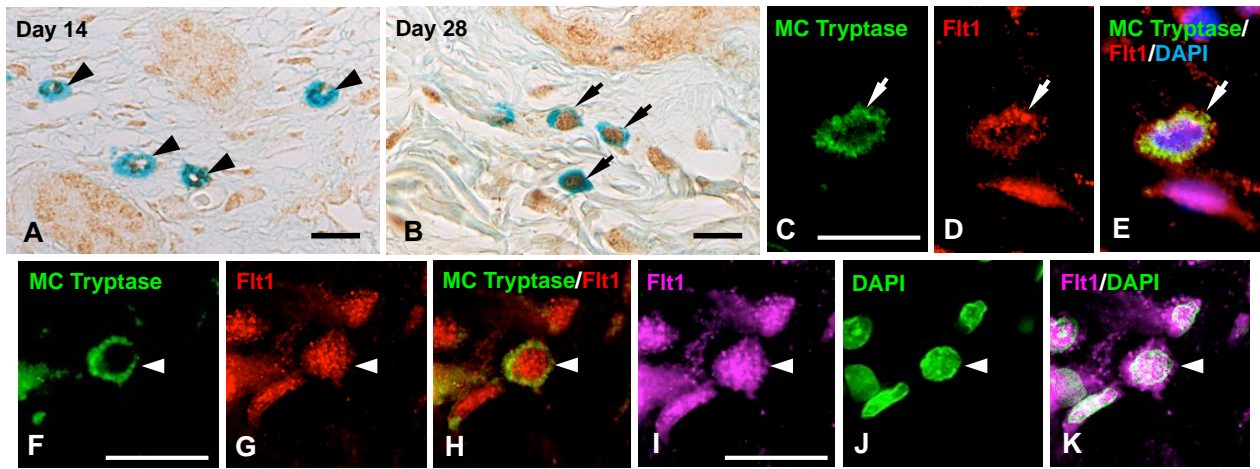 Day 14
A
Day 28
B
MC Tryptase
C
Flt1
D
MC Tryptase/
Flt1/DAPI
E
MC Tryptase
F
Flt1
G
MC Tryptase/Flt1
H
Flt1
I
DAPI
J
Flt1/DAPI
K